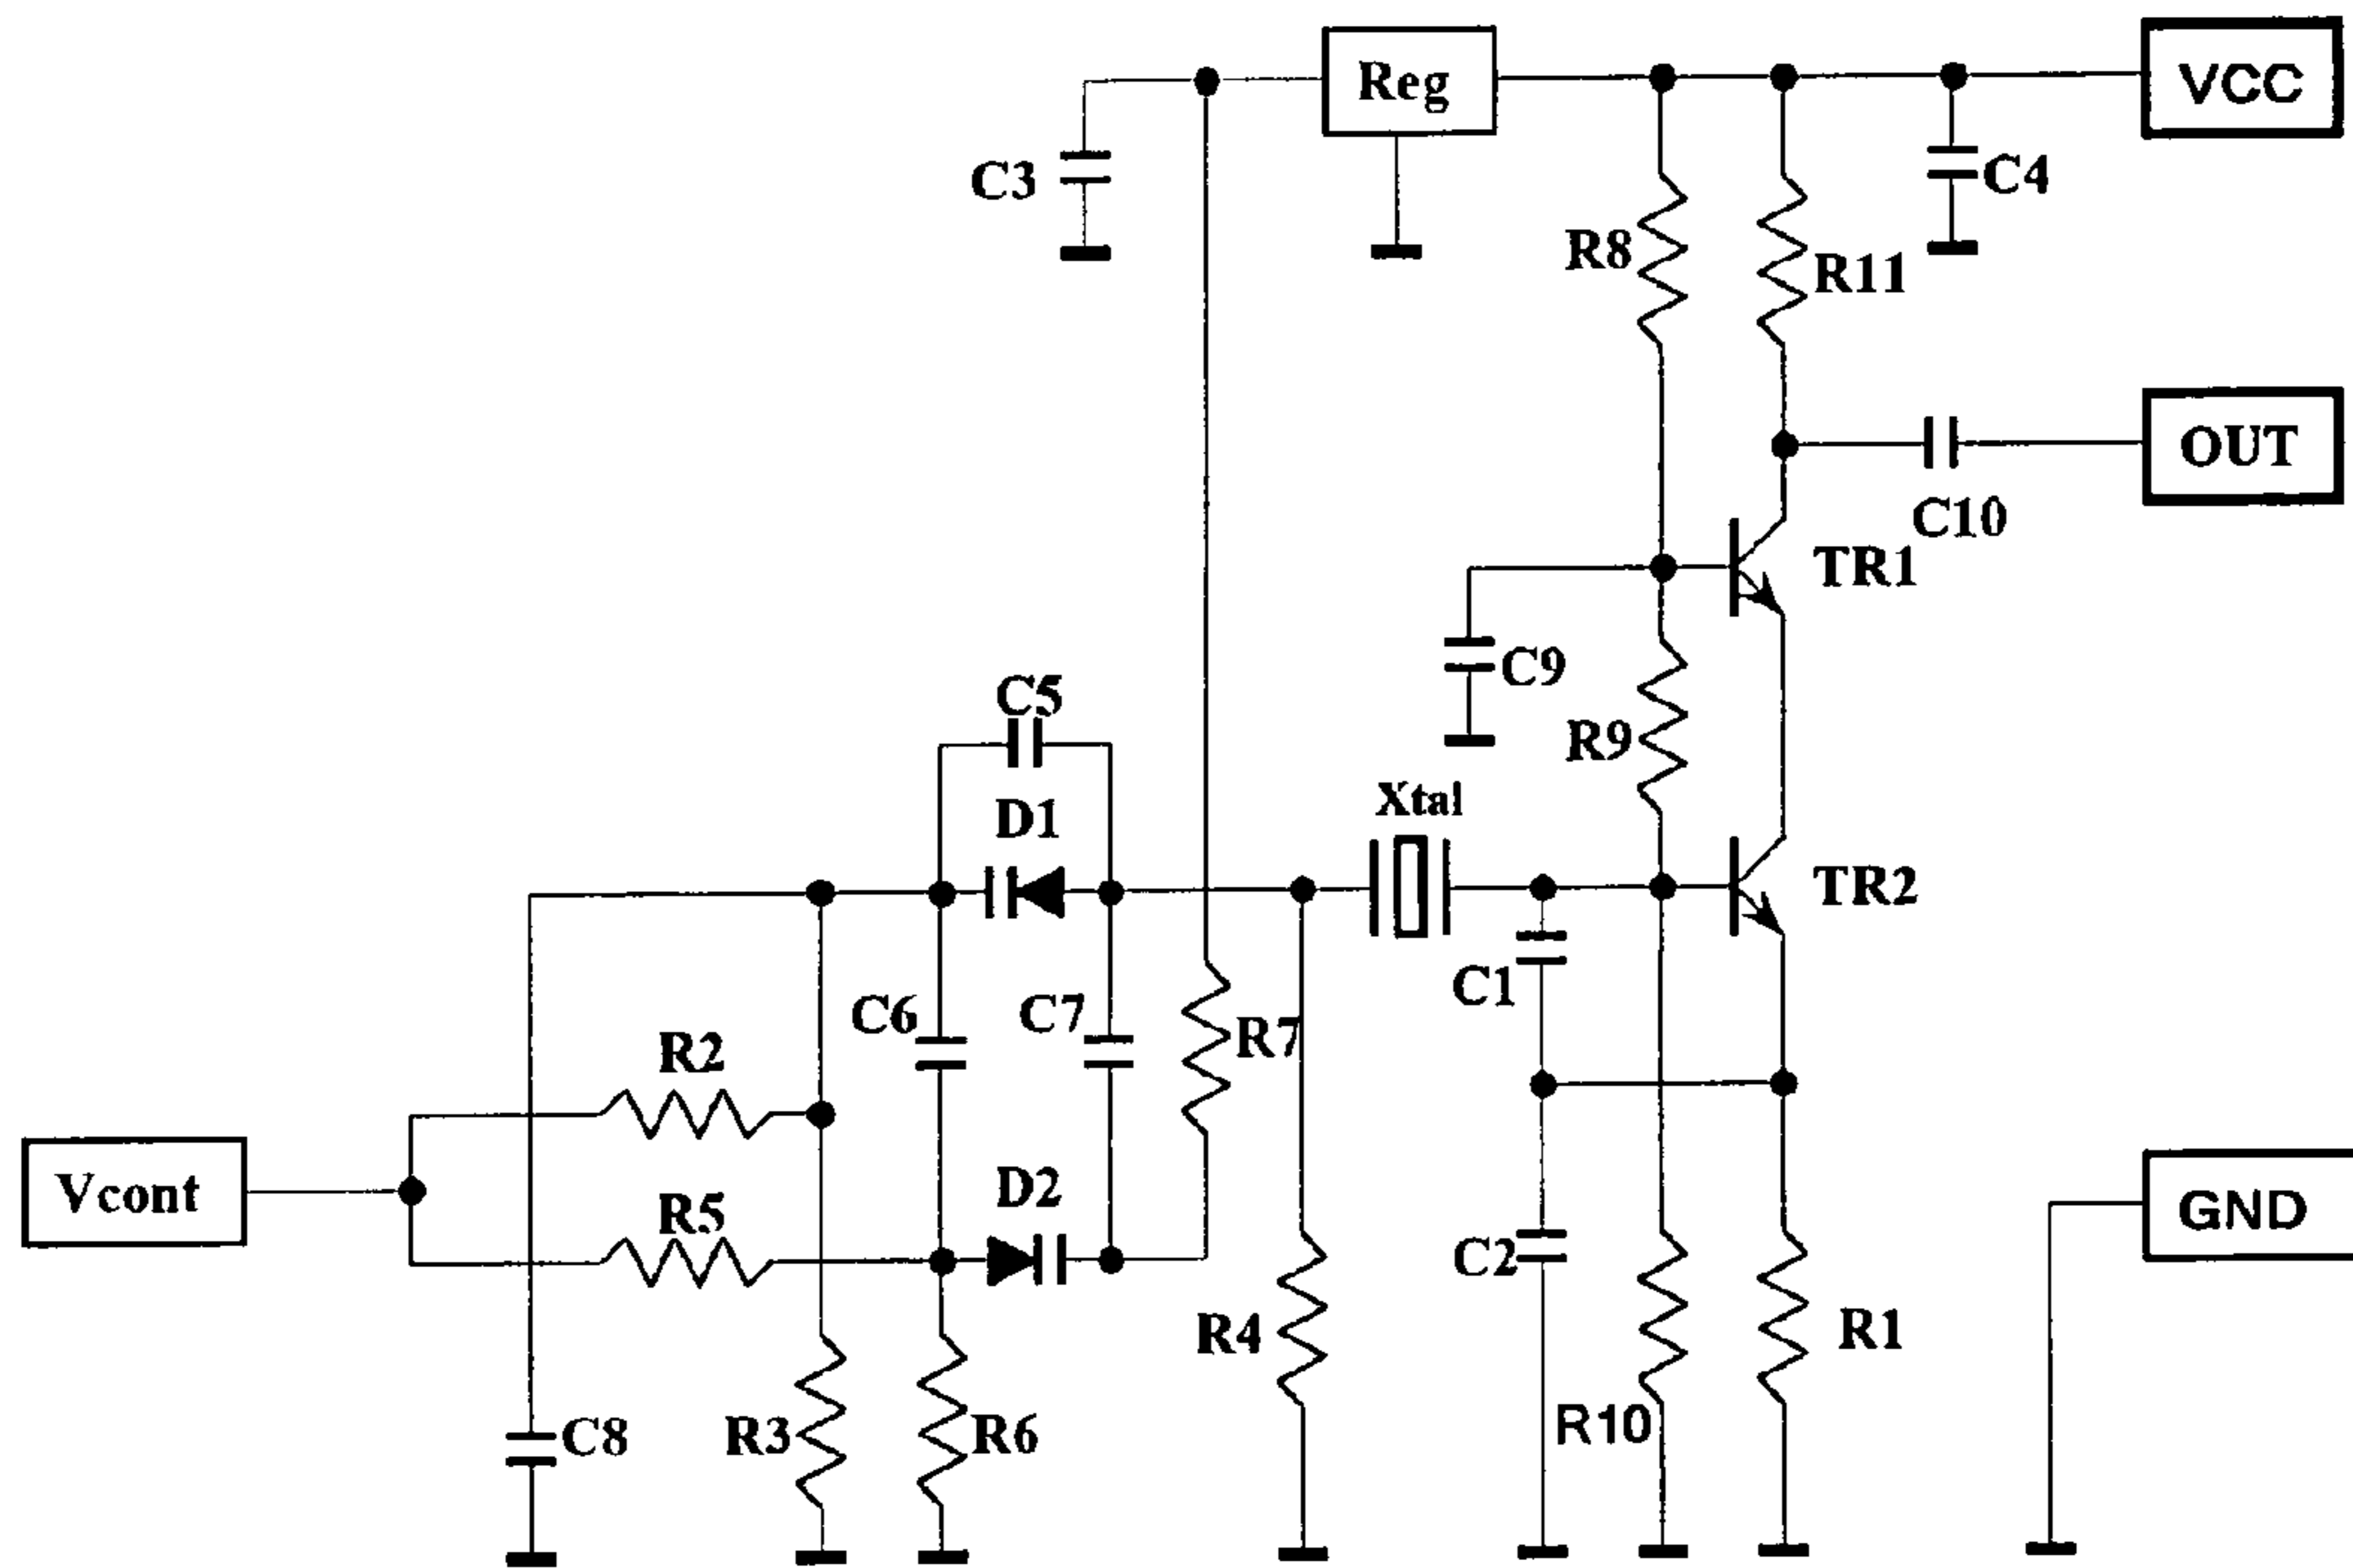 Reg
VCC
C3
C4
R8
R11
OUT
C10
TR1
C9
C5
R9
Xtal
D1
TR2
C1
C6
C7
R7
R2
Vcont
D2
R5
GND
C2
R4
R1
R10
C8
R3
R6